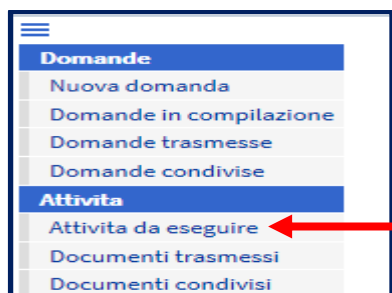 Domande
Nuova domanda
Domande in compilazione
Domande trasmesse
Domande condivise
Attivita
Attivita da eseguire
Documenti trasmessi
Documenti condivisi